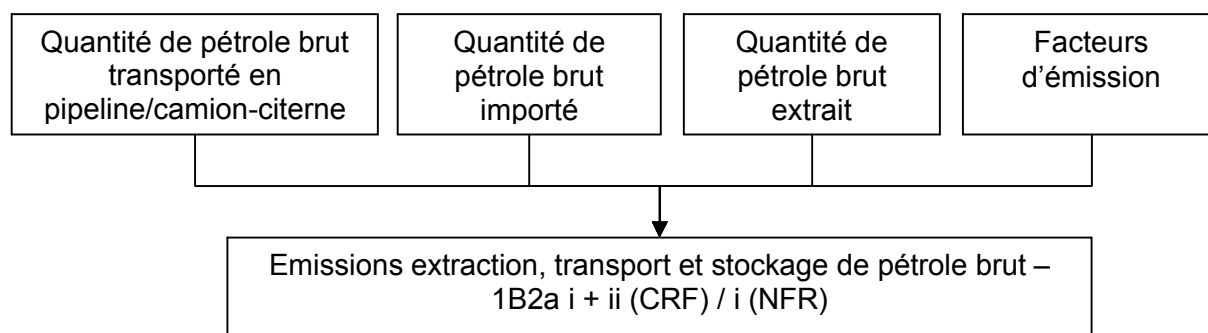 Quantité de pétrole brut
transporté en
pipeline/camion-citerne
Quantité de
pétrole brut
importé
Quantité de
pétrole brut
extrait
Facteurs
d’émission
Emissions extraction, transport et stockage de pétrole brut –
1B2a i + ii (CRF) / i (NFR)